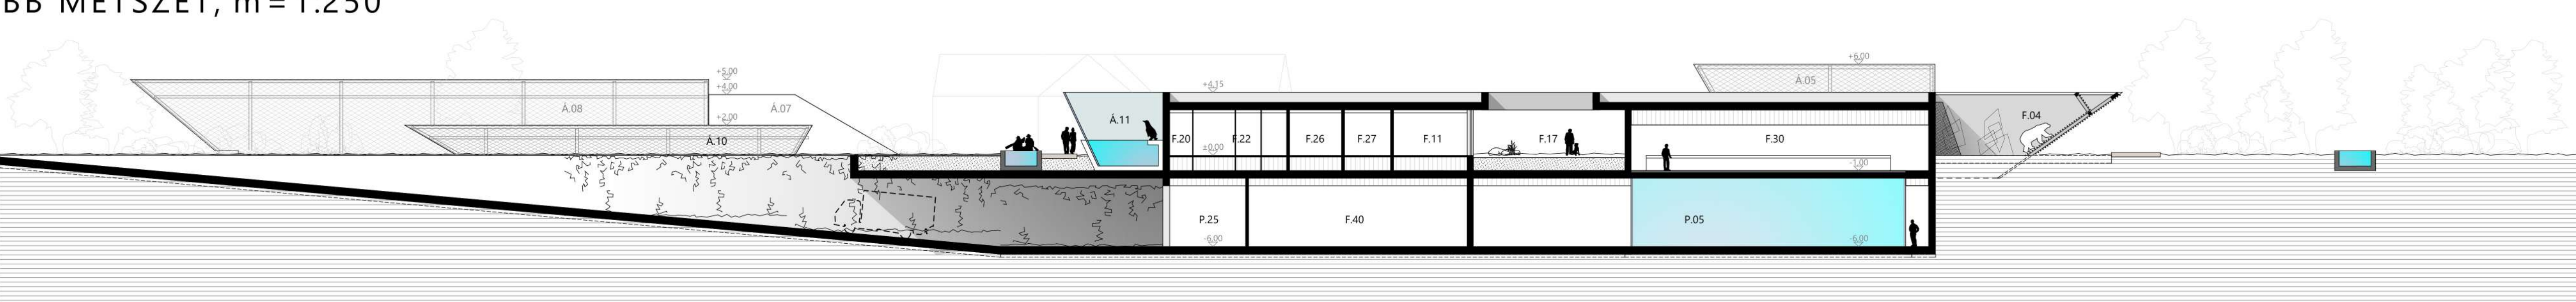 BB METSZET, m = 1:250
+6.00
+5.00
+4.00
+4.15
Á.05
Á.08
Á.07
+2.00
Á.11
F.04
Á.10
F.20
F.22
F.26
F.27
F.11
F.17
F.30
±0.00
-1.00
P.25
F.40
P.05
-6.00
-6.00